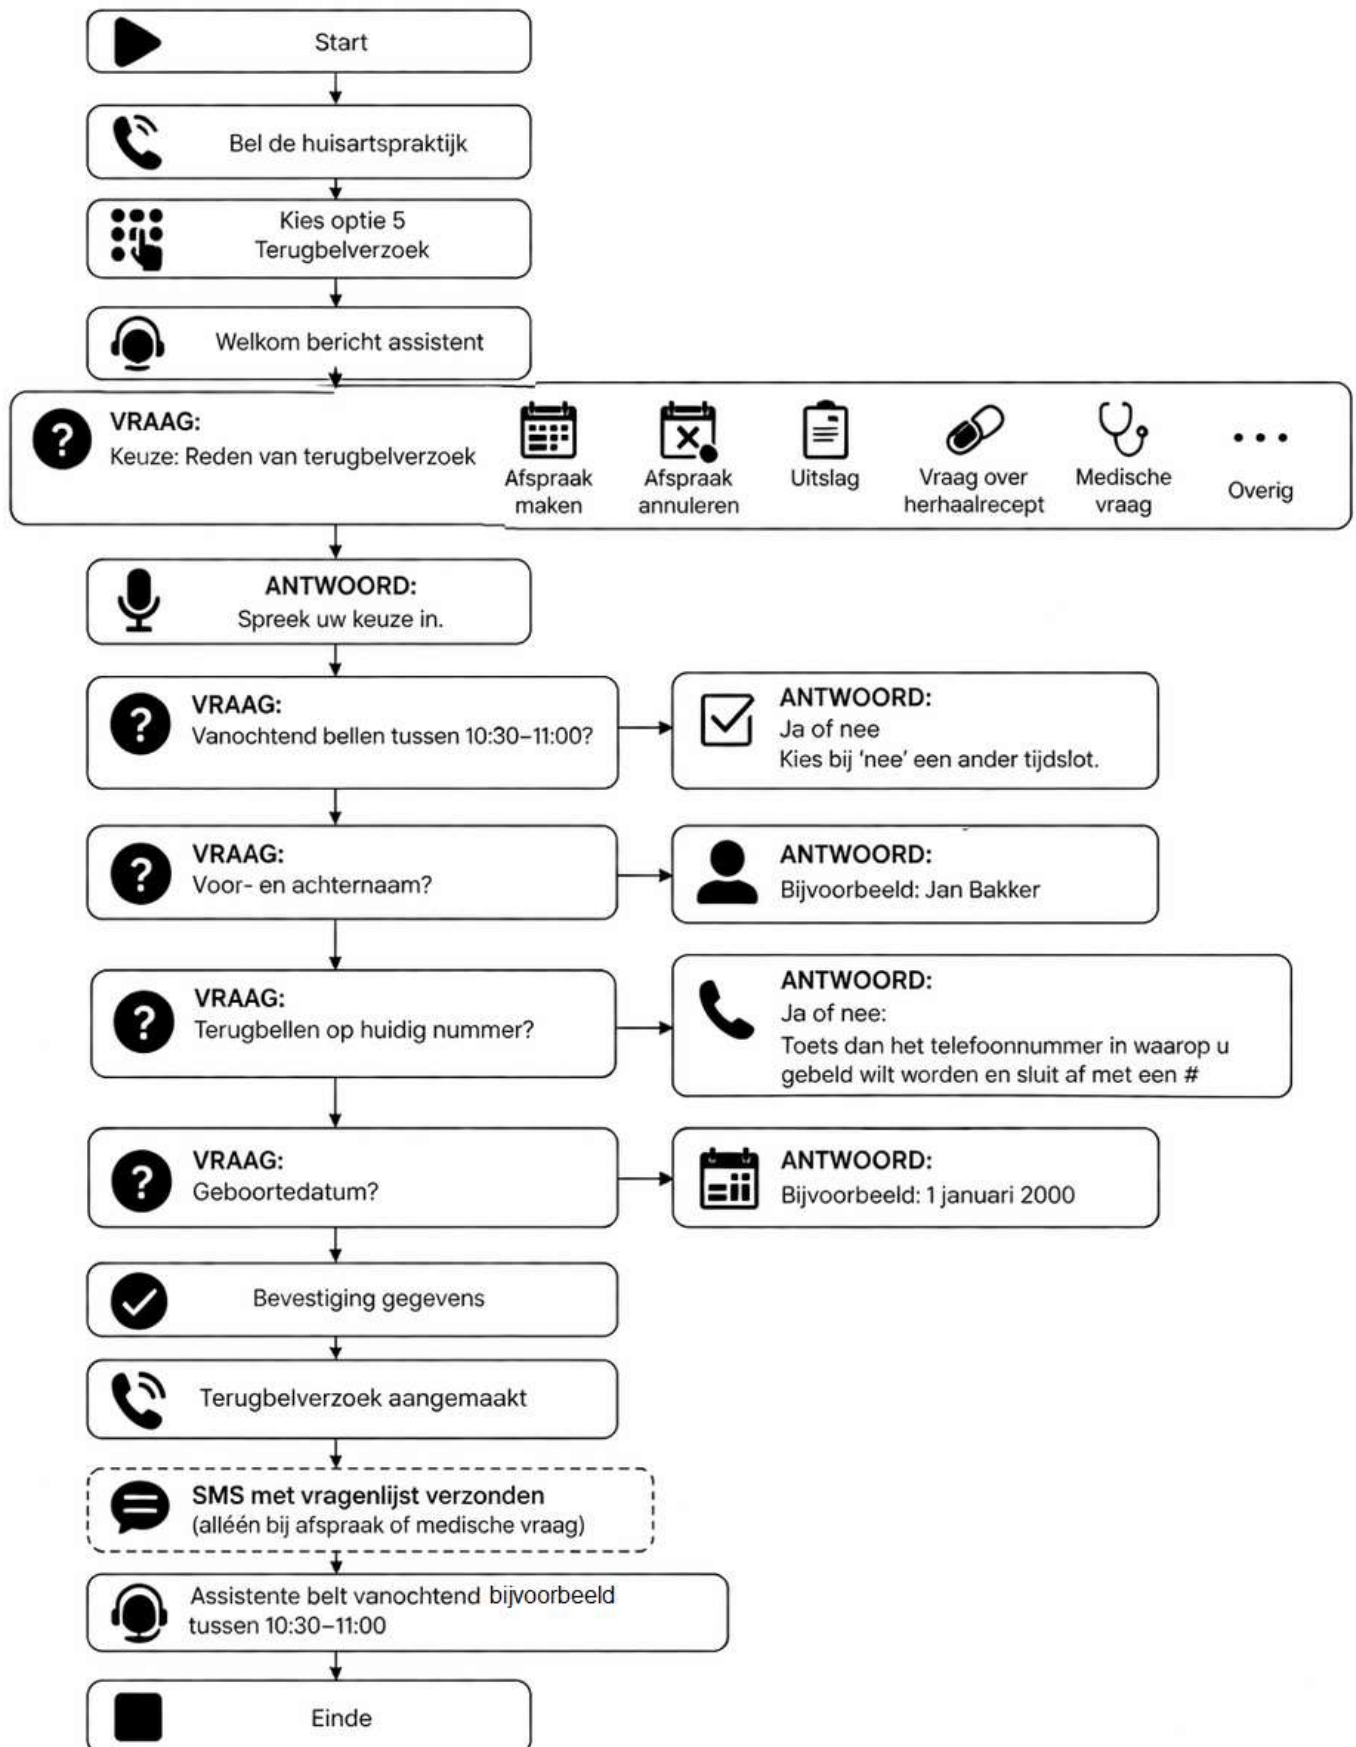 Start
Bel de huisartspraktijk
Kies optie 5
Terugbelverzoek
Welkom bericht assistent
VRAAG:
Keuze: Reden van terugbelverzoek
Afspraak
maken
Afspraak
annuleren
Uitslag
Vraag over
herhaalrecept
Medische
vraag
Overig
ANTWOORD:
Spreek uw keuze in.
VRAAG:
Vanochtend bellen tussen 10:30–11:00?
ANTWOORD:
Ja of nee
Kies bij ‘nee’ een ander tijdslot.
VRAAG:
Voor- en achternaam?
ANTWOORD:
Bijvoorbeeld: Jan Bakker
VRAAG:
Terugbellen op huidig nummer?
ANTWOORD:
Ja of nee:
Toets dan het telefoonnummer in waarop u
gebeld wilt worden en sluit af met een #
VRAAG:
Geboortedatum?
ANTWOORD:
Bijvoorbeeld: 1 januari 2000
Bevestiging gegevens
Terugbelverzoek aangemaakt
SMS met vragenlijst verzonden
(alléén bij afspraak of medische vraag)
Assistente belt vanochtend bijvoorbeeld
tussen 10:30–11:00
Einde